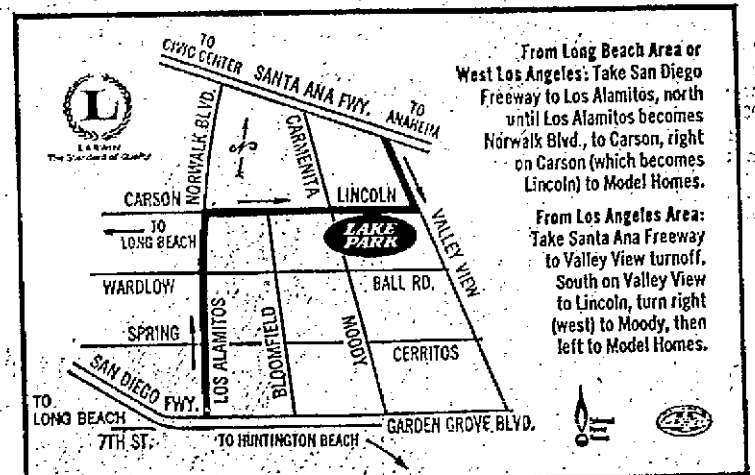 TO
CIVIC CENTER
SANTA ANA FWY.
TO
ANAHEIM
L
LARWIN
The Standard of Quality
NORWALK BLVD.
CARMENITA
CARSON
LINCOLN
TO
LONG BEACH
LAKE
PARK
VALLEY VIEW
WARDLOW
BALL RD.
SPRING
LOS ALAMITOS
BLOOMFIELD
MOODY
CERRITOS
SAN DIEGO FWY.
TO
LONG BEACH
7TH ST.
GARDEN GROVE BLVD.
TO HUNTINGTON BEACH
From Long Beach Area or
West Los Angeles: Take San Diego
Freeway to Los Alamitos, north
until Los Alamitos becomes
Norwalk Blvd., to Carson, right
on Carson (which becomes
Lincoln) to Model Homes.
From Los Angeles Area:
Take Santa Ana Freeway
to Valley View turnoff.
South on Valley View
to Lincoln, turn right
(west) to Moody, then
left to Model Homes.